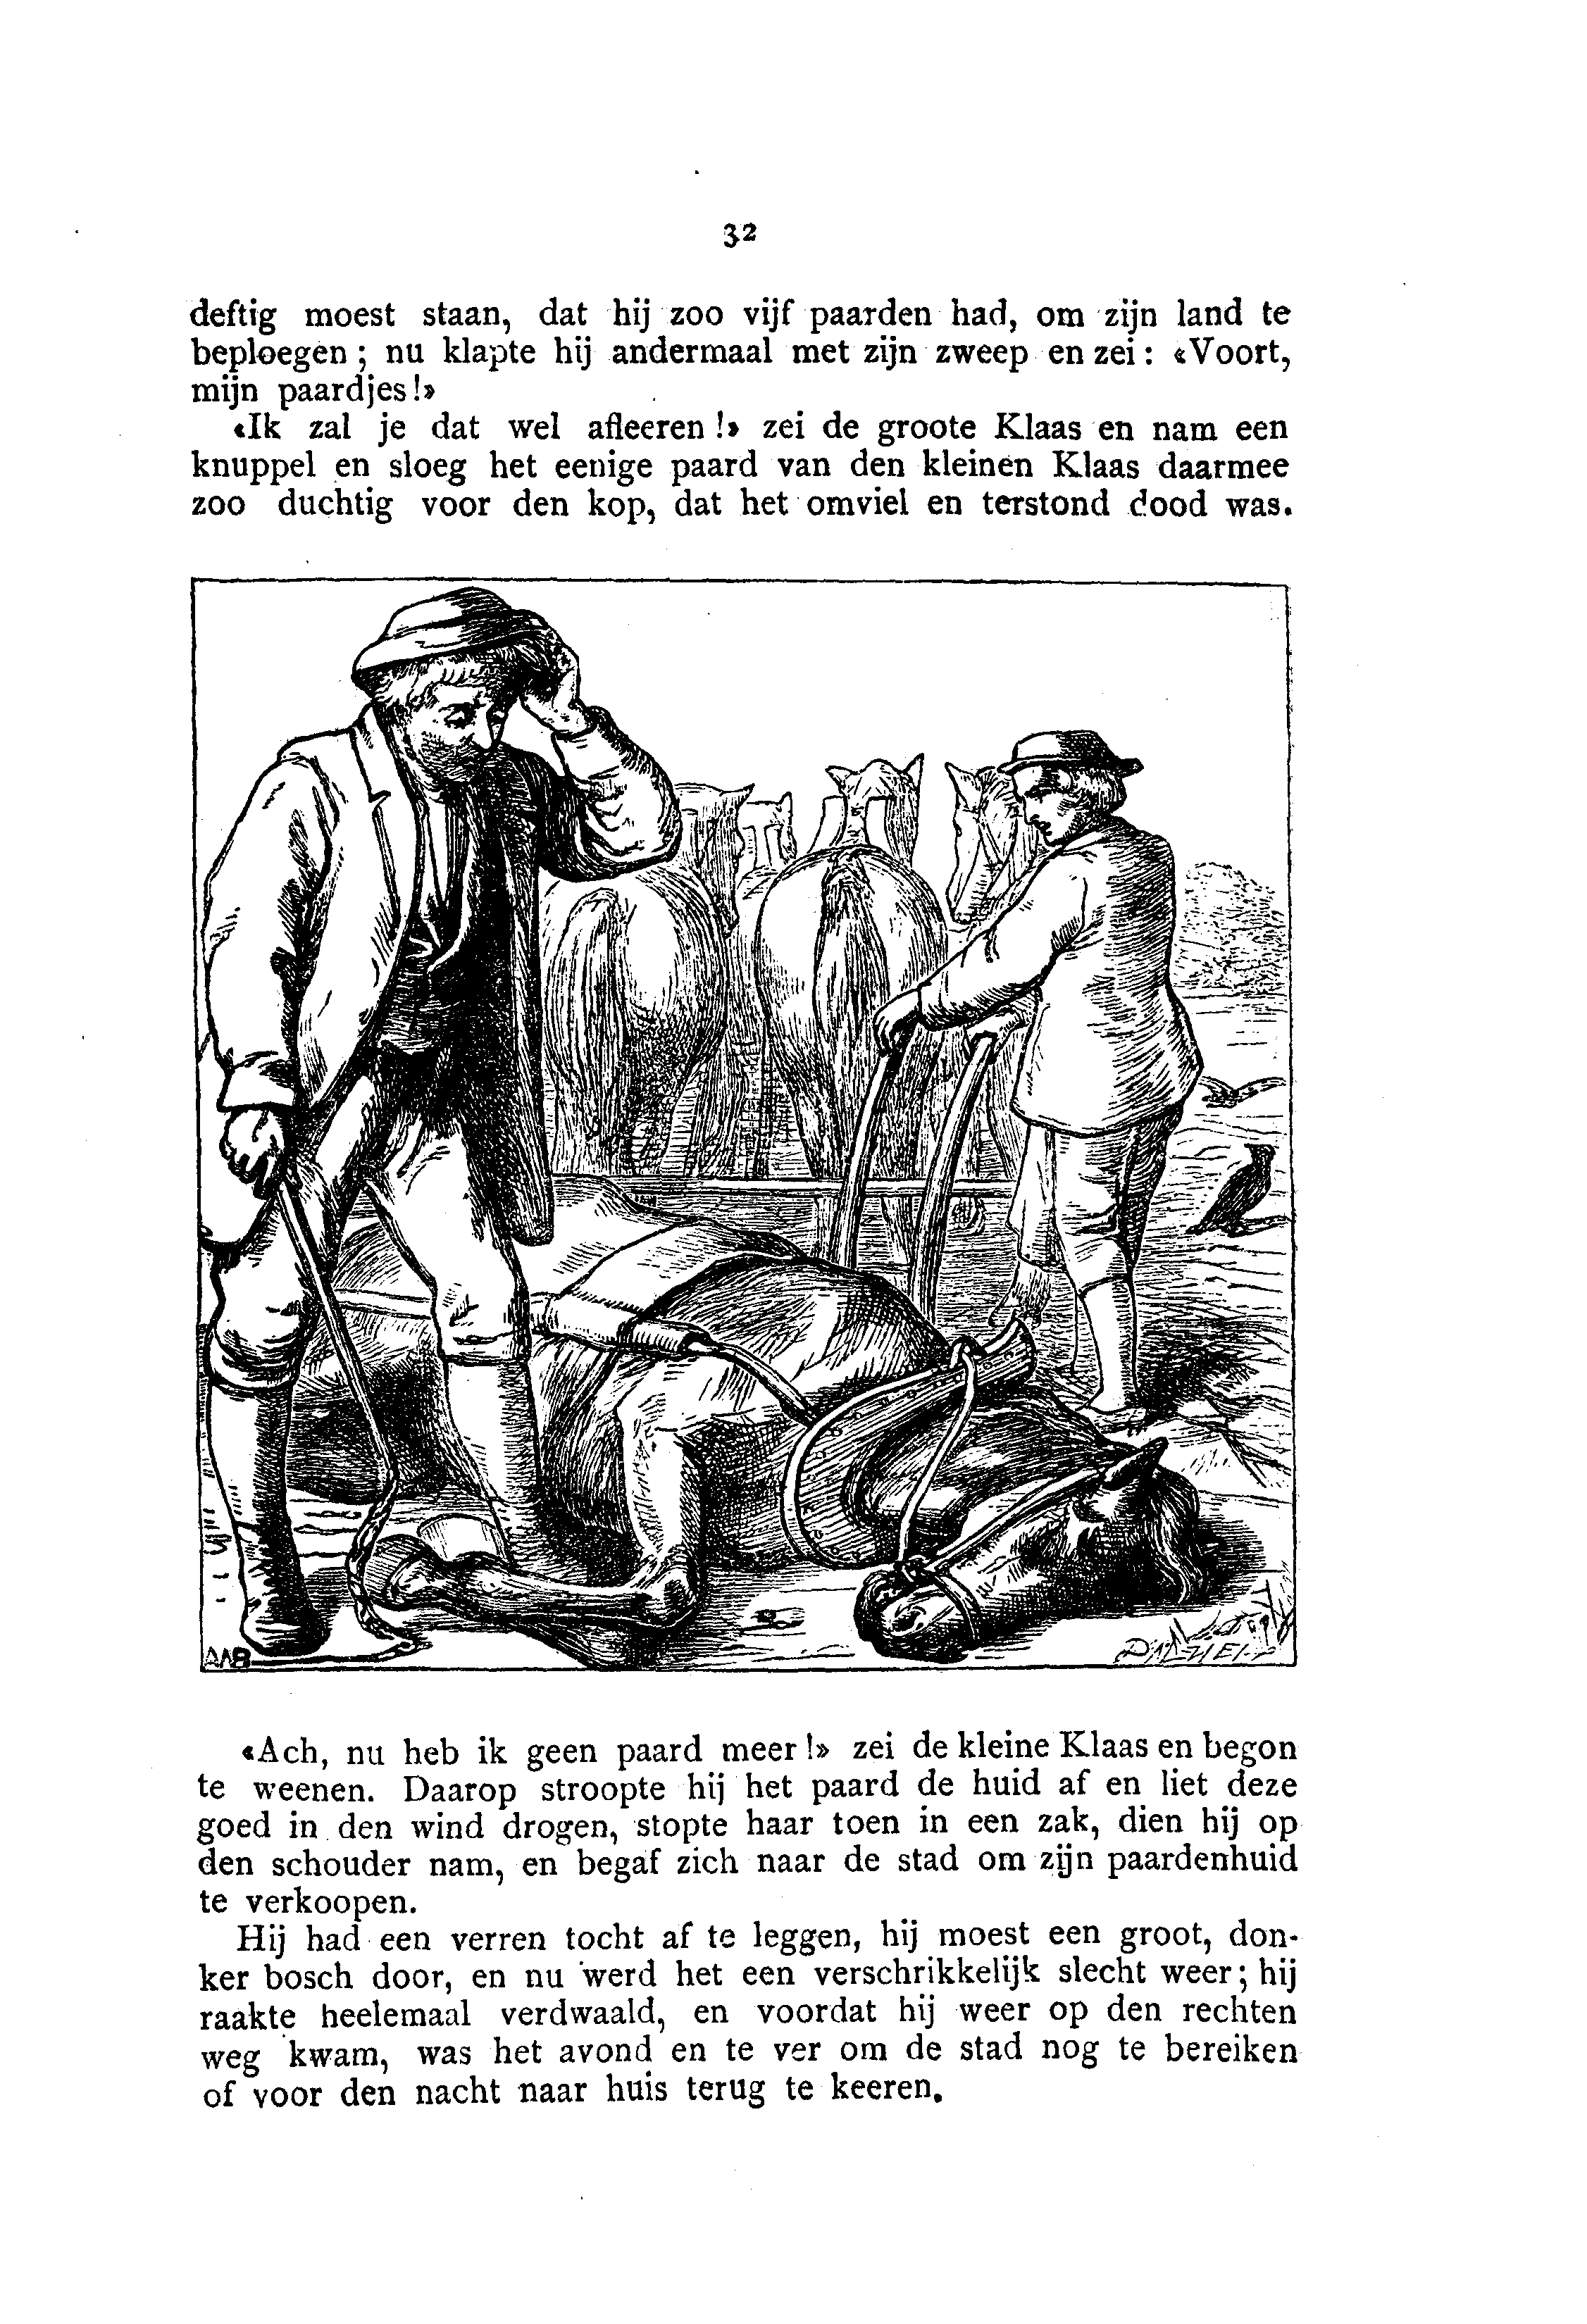 32
deftig moest staan, dat hij zoo vijf paarden had, om zijn land te
beploegen; nu klapte hij andermaal met zijn zweep en zei: «Voort,
mijn paardjes!»
«Ik zal je dat wel afleeren!» zei de groote Klaas en nam een
knuppel en sloeg het eenige paard van den kleinen Klaas daarmee
zoo duchtig voor den kop, dat het omviel en terstond dood was.
DALZIEL
«Ach, nu heb ik geen paard meer!» zei de kleine Klaas en begon
te weenen. Daarop stroopte hij het paard de huid af en liet deze
goed in den wind drogen, stopte haar toen in een zak, dien hij op
den schouder nam, en begaf zich naar de stad om zijn paardenhuid
te verkoopen.
Hij had een verren tocht af te leggen, hij moest een groot, don-
ker bosch door, en nu werd het een verschrikkelijk slecht weer; hij
raakte heelemaal verdwaald, en voordat hij weer op den rechten
weg kwam, was het avond en te ver om de stad nog te bereiken
of voor den nacht naar huis terug te keeren.